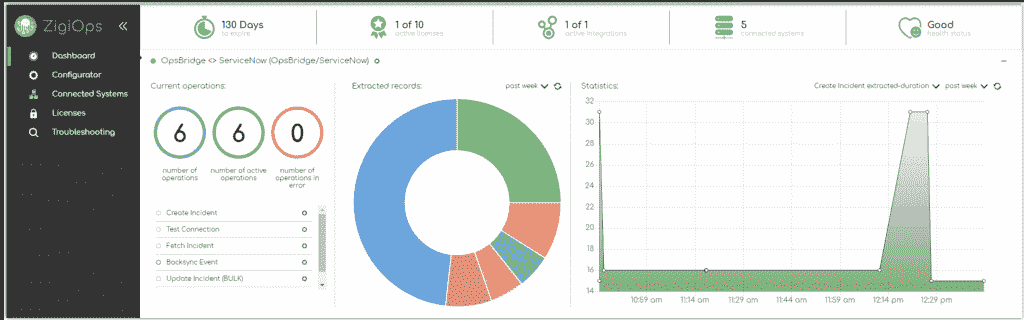 ZigiOps
Dashboard
Configurator
Connected Systems
Licenses
Troubleshooting
130 Days
to expire
1 of 10
active licenses
1 of 1
active integrations
5
connected systems
Good
health status
OpsBridge <> ServiceNow (OpsBridge/ServiceNow)
Current operations:
6
6
0
number of
operations
number of active
operations
number of
operations in
error
Create Incident
Test Connection
Fetch Incident
Backsync Event
Update Incident (BULK)
Extracted records:
past week
Statistics:
Create Incident extracted-duration
past week
32
30
28
26
24
22
20
18
16
14
10:59 am
11:14 am
11:29 am
11:44 am
11:59 am
12:14 pm
12:29 pm